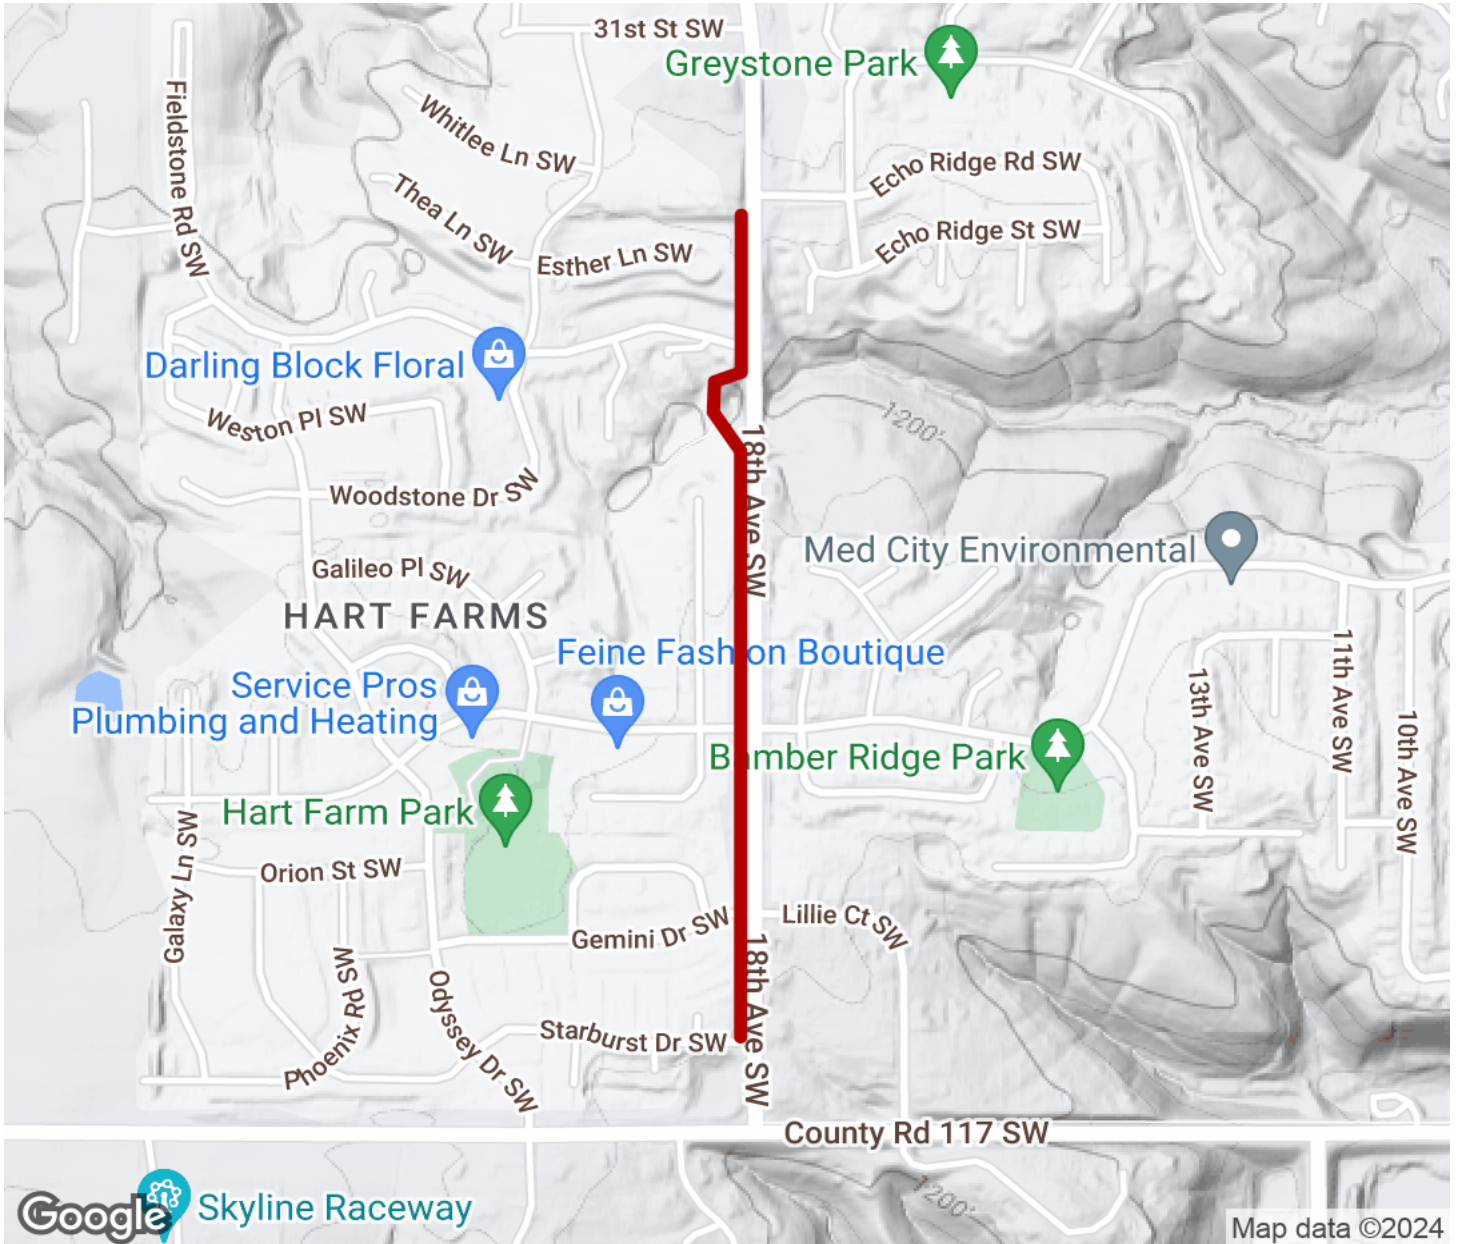 31st St SW
Greystone Park
Fieldstone Rd SW
Whitlee Ln SW
Echo Ridge Rd SW
Thea Ln SW
Echo Ridge St SW
Esther Ln SW
Darling Block Floral
Weston Pl SW
1200'
18th Ave SW
Woodstone Dr SW
Med City Environmental
Galileo Pl SW
HART FARMS
Feine Fashion Boutique
11th Ave SW
Service Pros
Plumbing and Heating
13th Ave SW
10th Ave SW
Bamber Ridge Park
Hart Farm Park
Galaxy Ln SW
Orion St SW
Lillie Ct SW
Gemini Dr SW
18th Ave SW
Phoenix Rd SW
Odyssey Dr SW
Starburst Dr SW
County Rd 117 SW
1200'
Skyline Raceway
Google
Map data ©2024